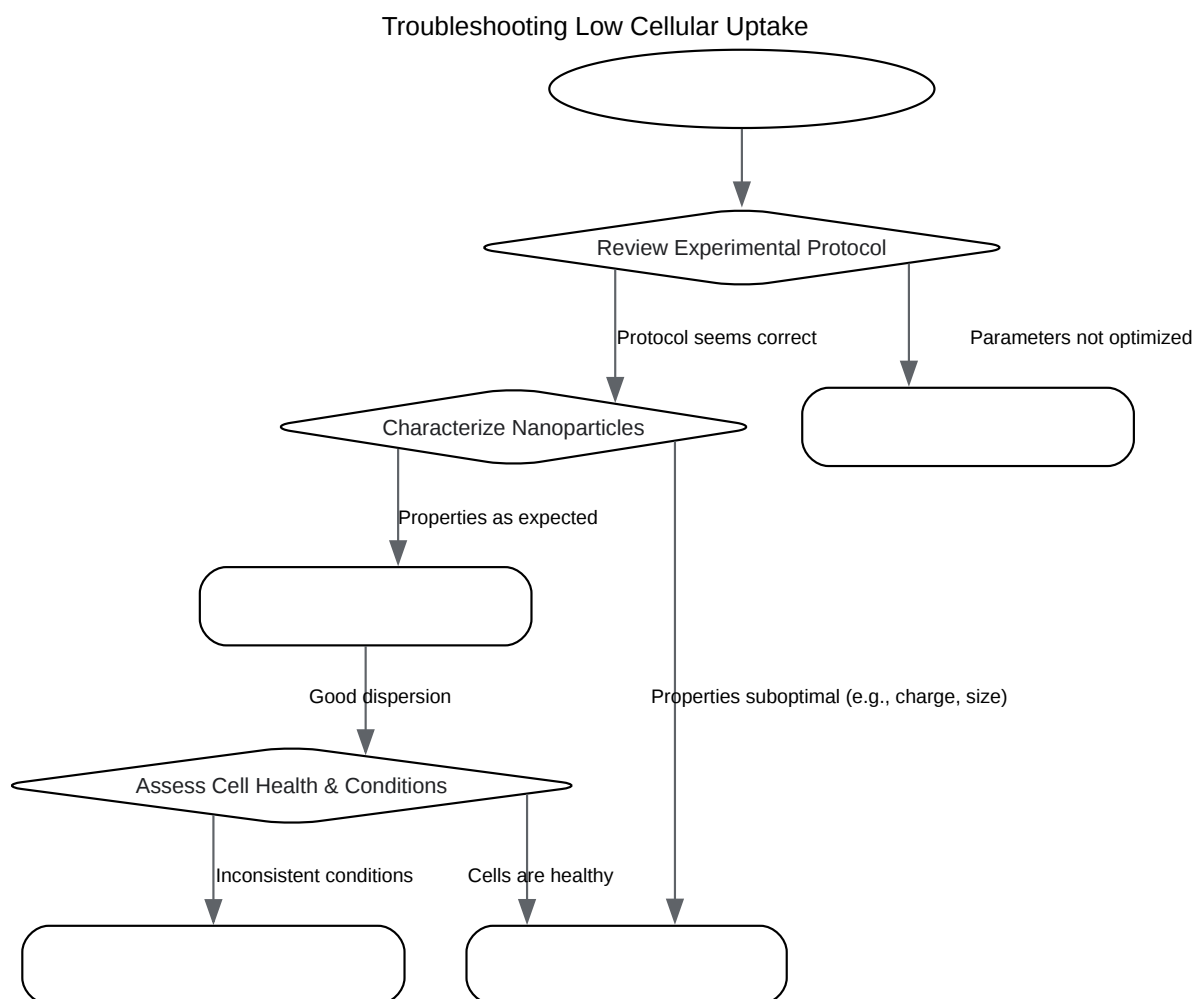 Troubleshooting Low Cellular Uptake
Review Experimental Protocol
Protocol seems correct
Parameters not optimized
Characterize Nanoparticles
Properties as expected
Good dispersion
Properties suboptimal (e.g., charge, size)
Assess Cell Health & Conditions
Inconsistent conditions
Cells are healthy